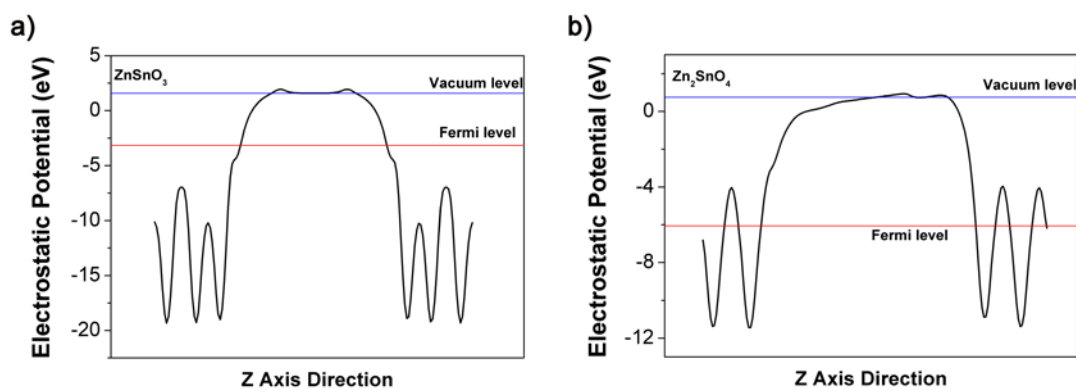 a)
Electrostatic Potential (eV)
5
0
-5
-10
-15
-20
ZnSnO₃
Vacuum level
Fermi level
Z Axis Direction
b)
Electrostatic Potential (eV)
0
-4
-8
-12
Zn₂SnO₄
Vacuum level
Fermi level
Z Axis Direction